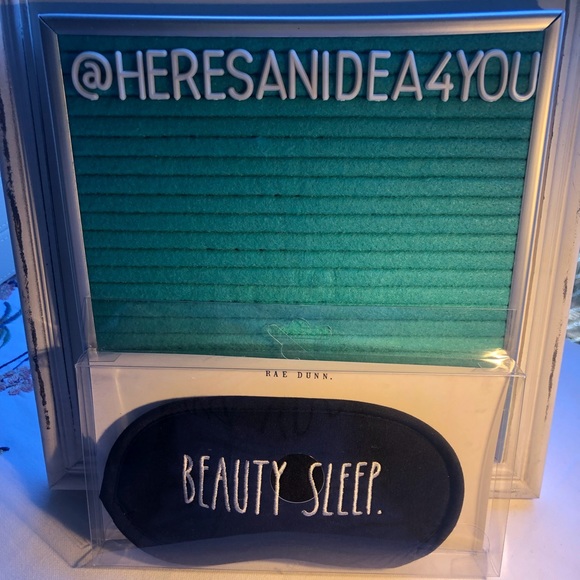 @HERESANIDEA4YOU
RAE DUNN.
BEAUTY SLEEP.